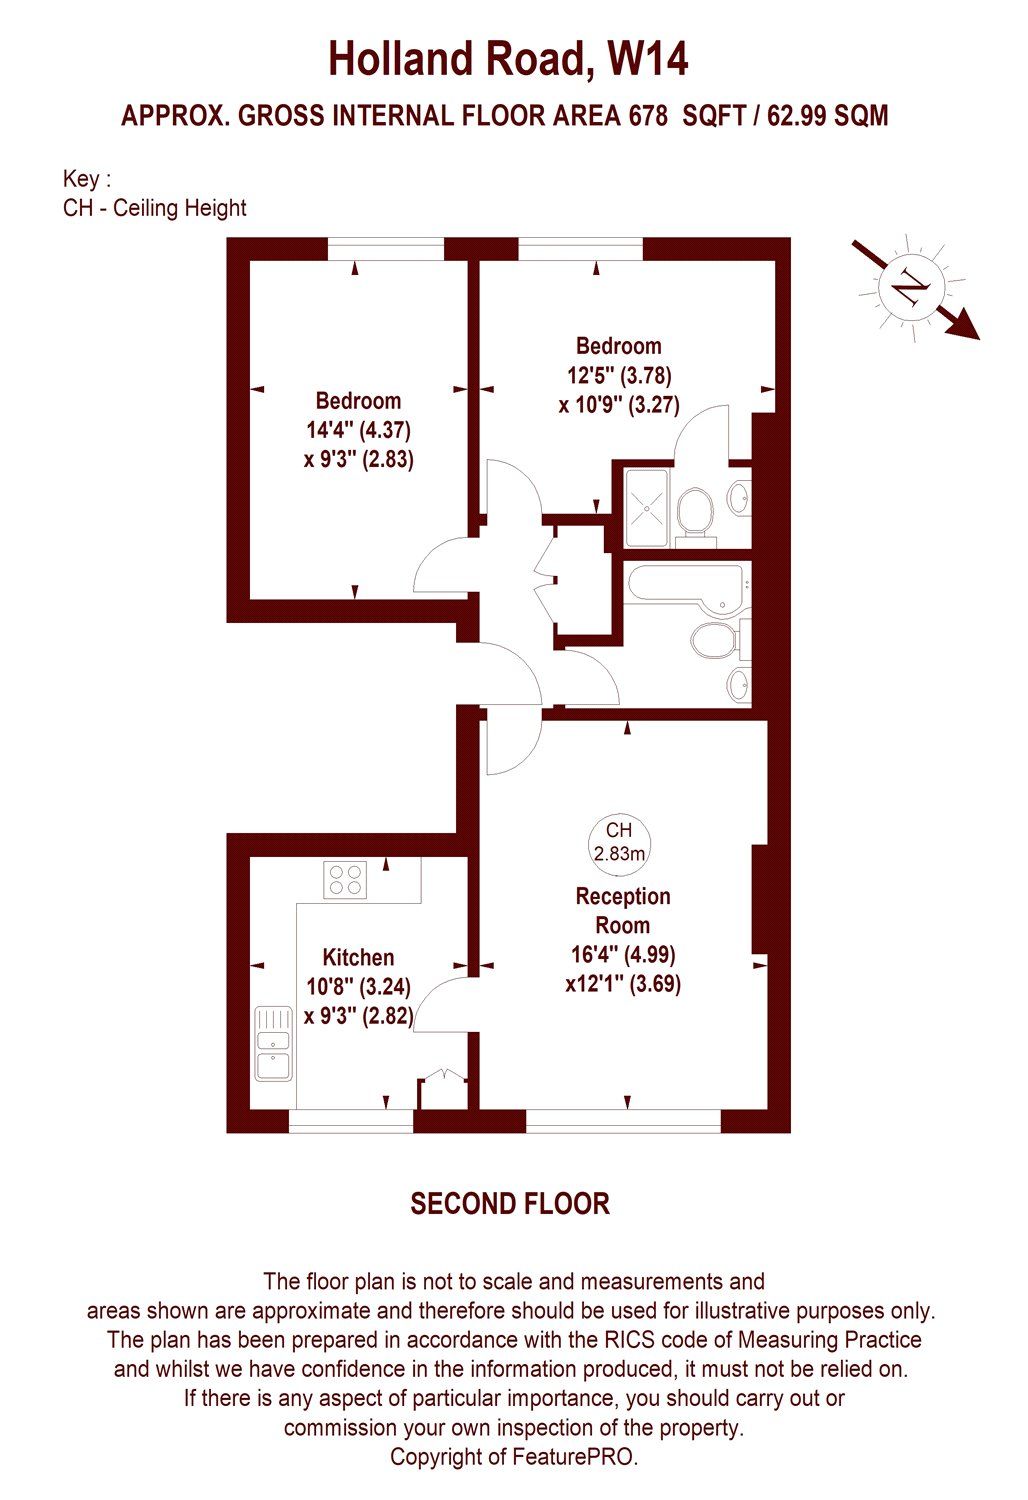 Holland Road, W14
APPROX. GROSS INTERNAL FLOOR AREA 678 SQFT / 62.99 SQM
Key :
CH - Ceiling Height
N
Bedroom
12'5" (3.78)
x 10'9" (3.27)
Bedroom
14'4" (4.37)
x 9'3" (2.83)
CH
2.83m
Reception
Room
16'4" (4.99)
x12'1" (3.69)
Kitchen
10'8" (3.24)
x 9'3" (2.82)
SECOND FLOOR
The floor plan is not to scale and measurements and
areas shown are approximate and therefore should be used for illustrative purposes only.
The plan has been prepared in accordance with the RICS code of Measuring Practice
and whilst we have confidence in the information produced, it must not be relied on.
If there is any aspect of particular importance, you should carry out or
commission your own inspection of the property.
Copyright of FeaturePRO.